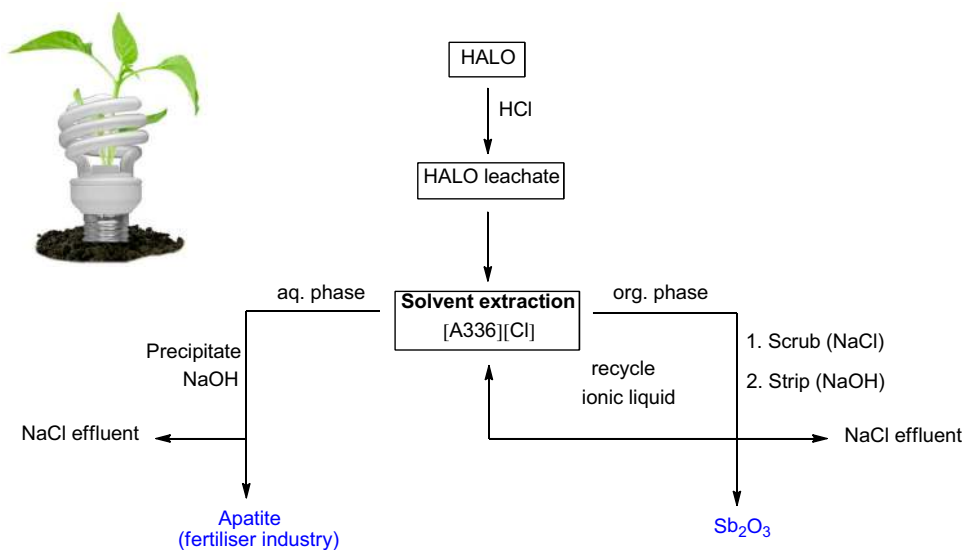 HALO
HCl
HALO leachate
aq. phase
Solvent extraction
[A336][Cl]
org. phase
Precipitate
NaOH
recycle
ionic liquid
1. Scrub (NaCl)
2. Strip (NaOH)
NaCl effluent
NaCl effluent
Apatite
(fertiliser industry)
Sb₂O₃